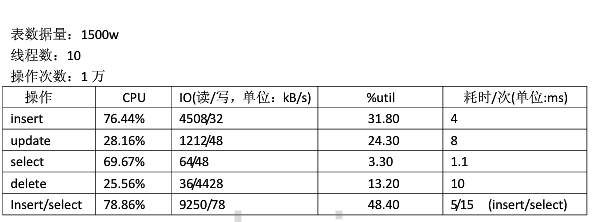 表数据量：1500w
线程数：10
操作次数：1 万
操作 CPU IO(读/写，单位：kB/s) %util 耗时/次(单位:ms)
insert 76.44% 4508/32 31.80 4
update 28.16% 1212/48 24.30 8
select 69.67% 64/48 3.30 1.1
delete 25.56% 36/4428 13.20 10
Insert/select 78.86% 9250/78 48.40 5/15 (insert/select)